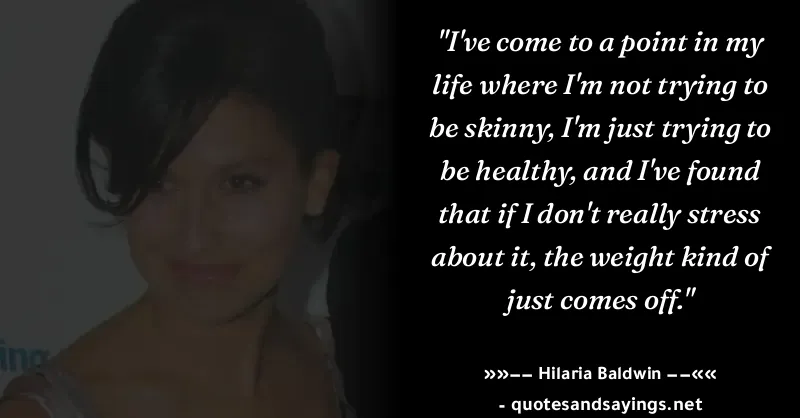 "I've come to a point in my
life where I'm not trying to
be skinny, I'm just trying to
be healthy, and I've found
that if I don't really stress
about it, the weight kind of
just comes off."
»»–– Hilaria Baldwin ––««
- quotesandsayings.net
ing